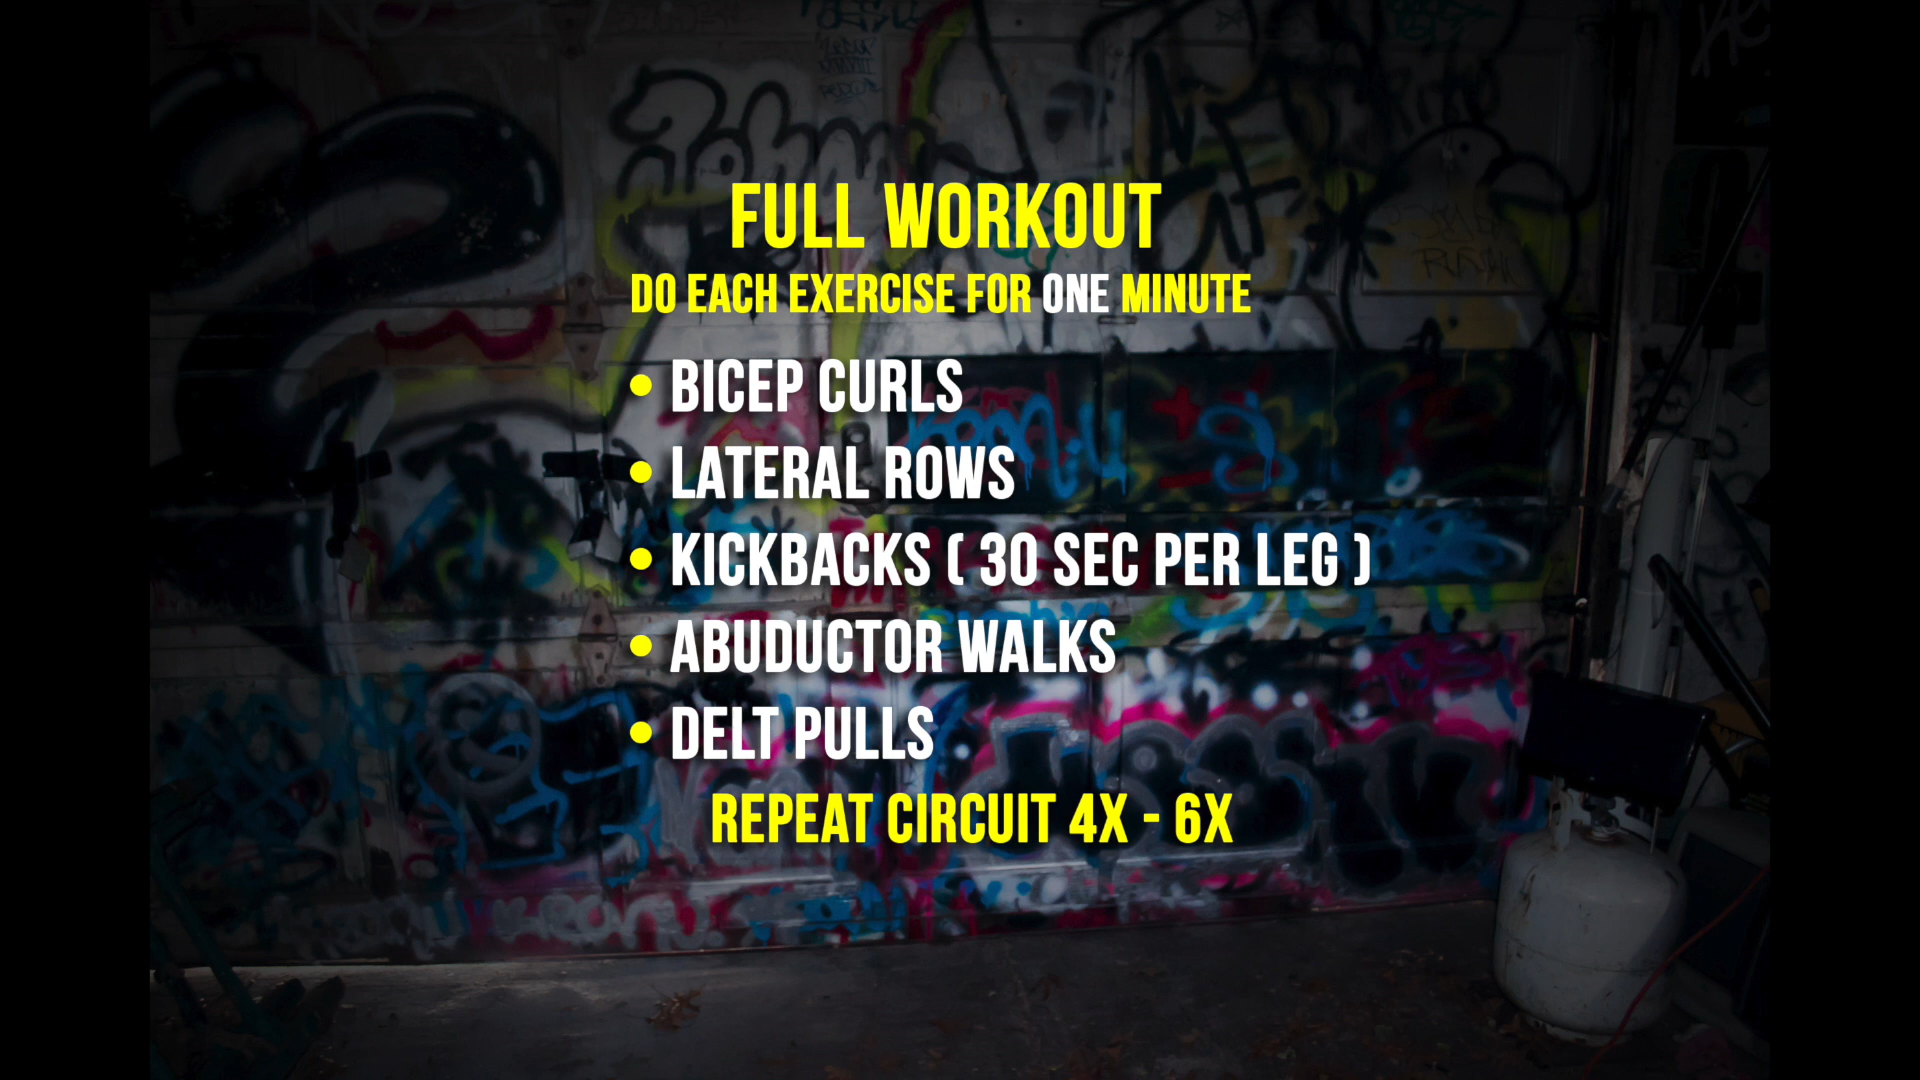 FULL WORKOUT
DO EACH EXERCISE FOR ONE MINUTE
• BICEP CURLS
• LATERAL ROWS
• KICKBACKS ( 30 SEC PER LEG )
• ABUDUCTOR WALKS
• DELT PULLS
REPEAT CIRCUIT 4X - 6X